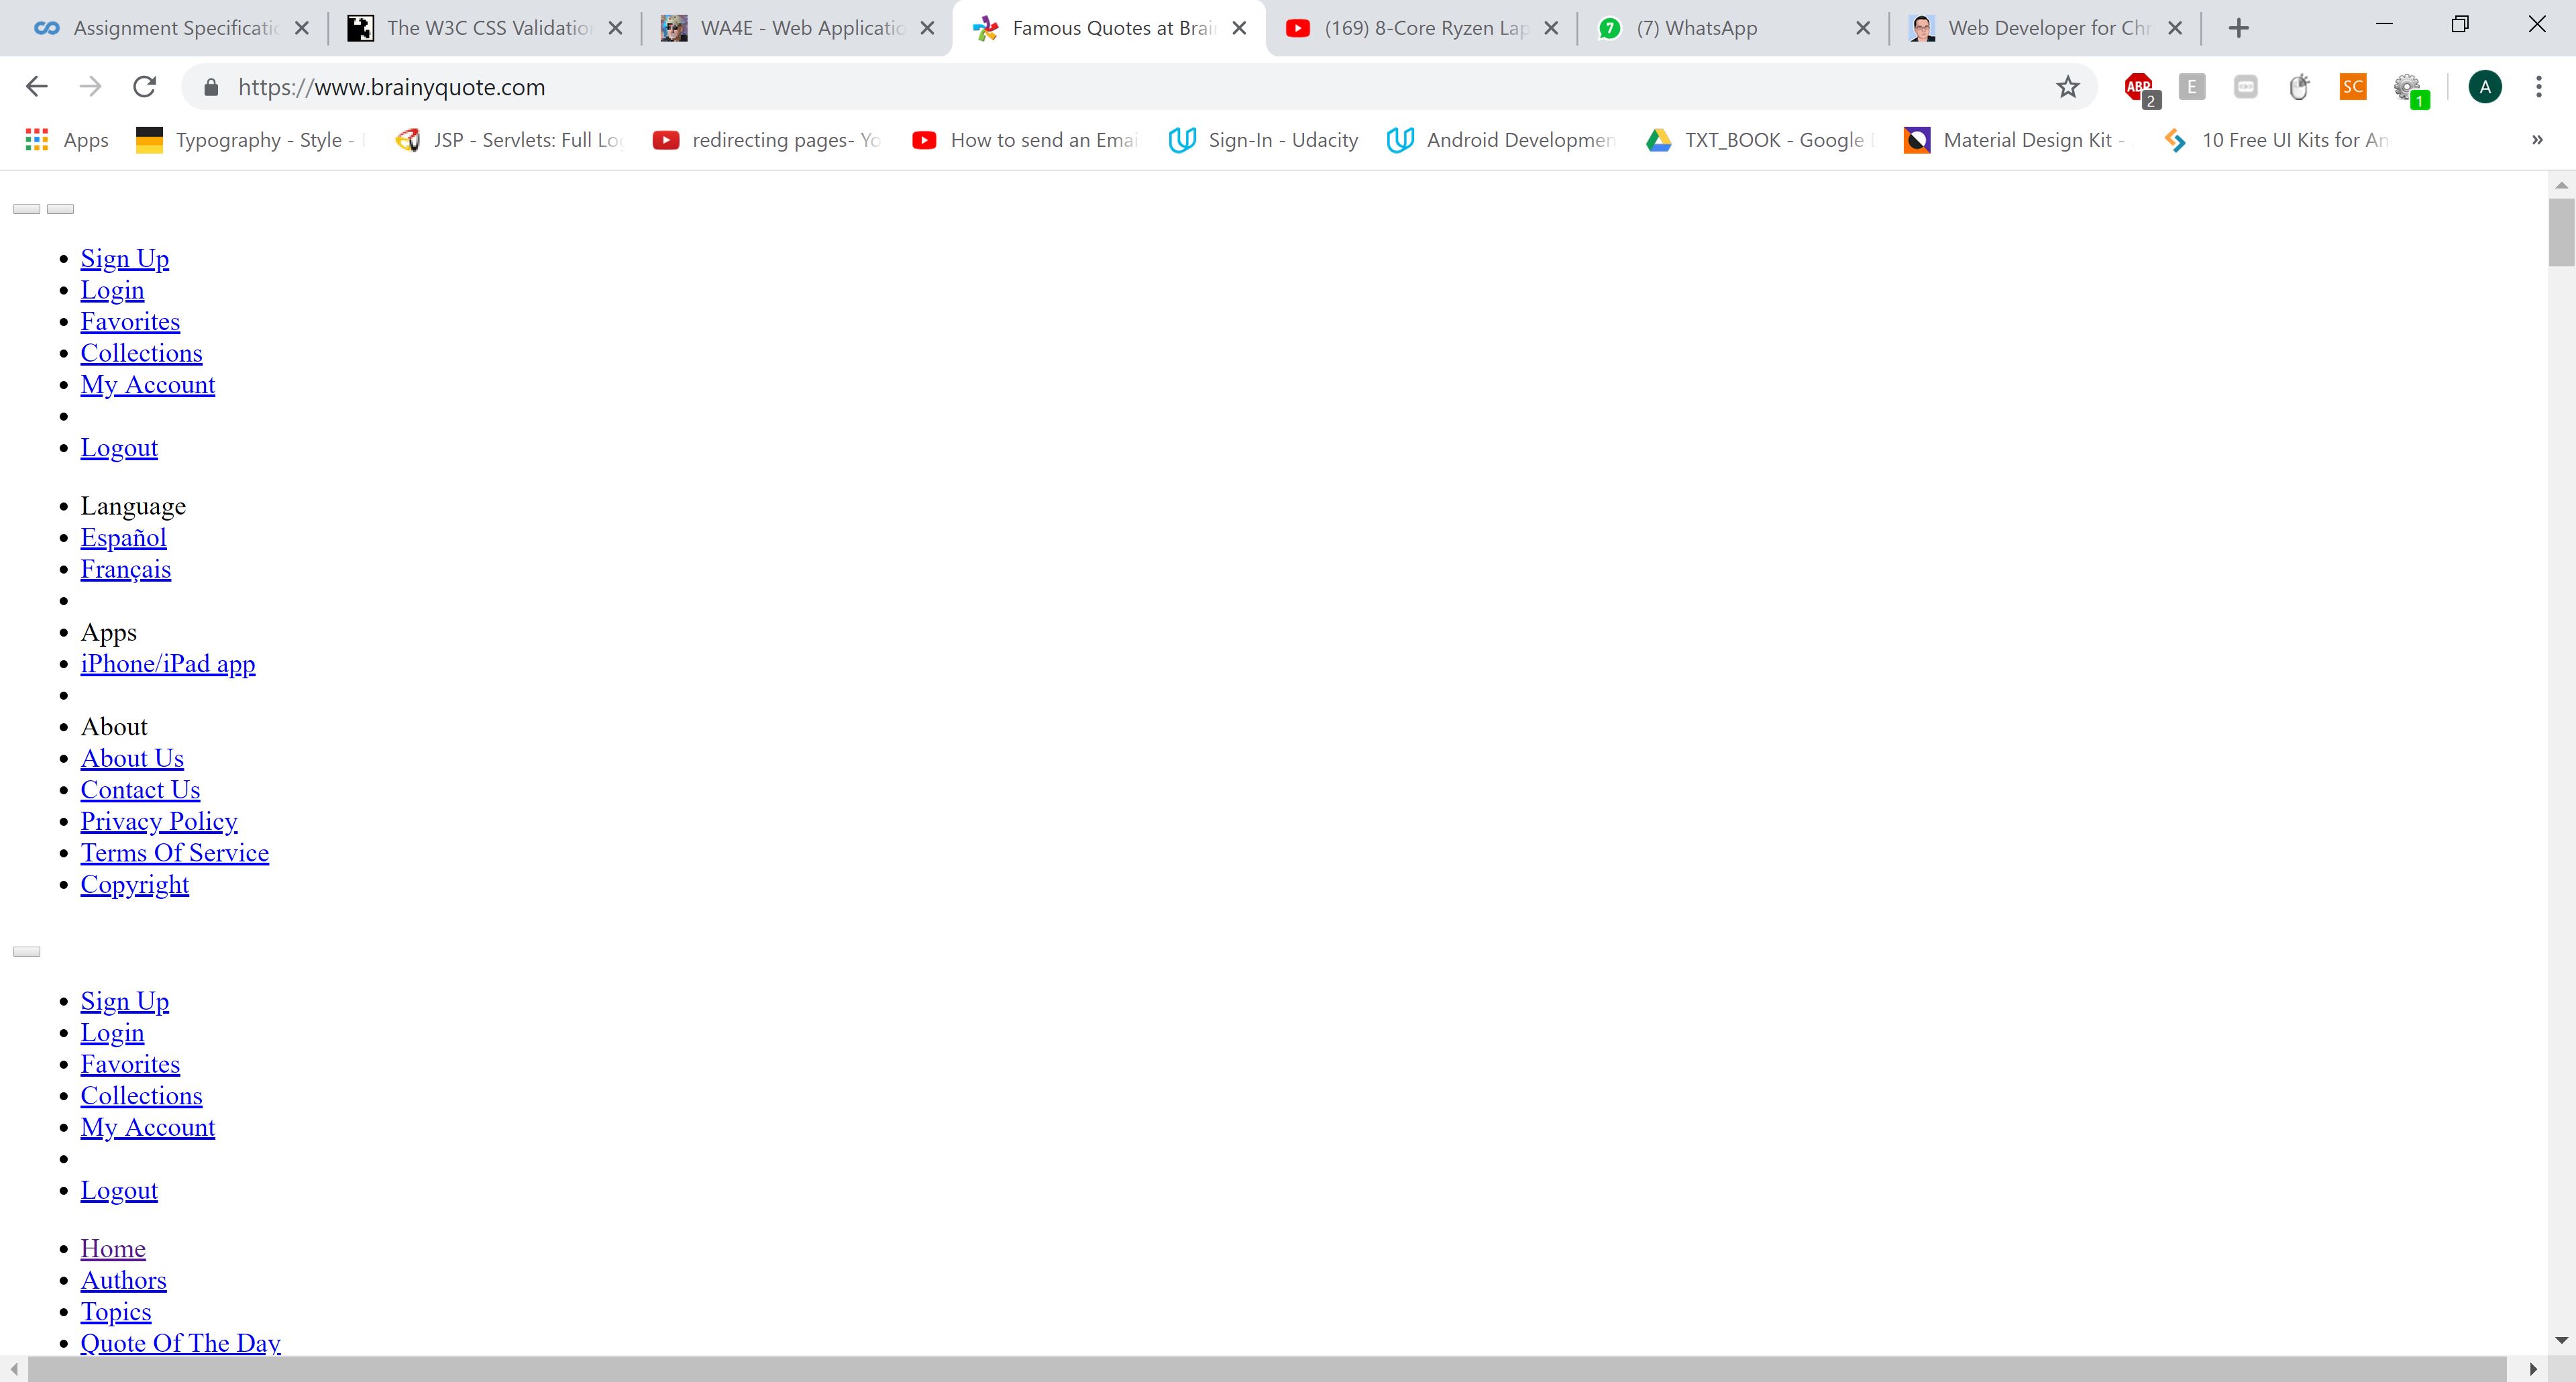 Assignment Specificatio
The W3C CSS Validation
WA4E - Web Applicatio
Famous Quotes at Brai
(169) 8-Core Ryzen Lap
7
(7) WhatsApp
Web Developer for Chr
https://www.brainyquote.com
ABP
2
E
SC
1
A
Apps
Typography - Style -
JSP - Servlets: Full Log
redirecting pages- Yo
How to send an Emai
Sign-In - Udacity
Android Developmen
TXT_BOOK - Google
Material Design Kit -
10 Free UI Kits for An
»
Sign Up
Login
Favorites
Collections
My Account
Logout
Language
Español
Français
Apps
iPhone/iPad app
About
About Us
Contact Us
Privacy Policy
Terms Of Service
Copyright
Sign Up
Login
Favorites
Collections
My Account
Logout
Home
Authors
Topics
Quote Of The Day